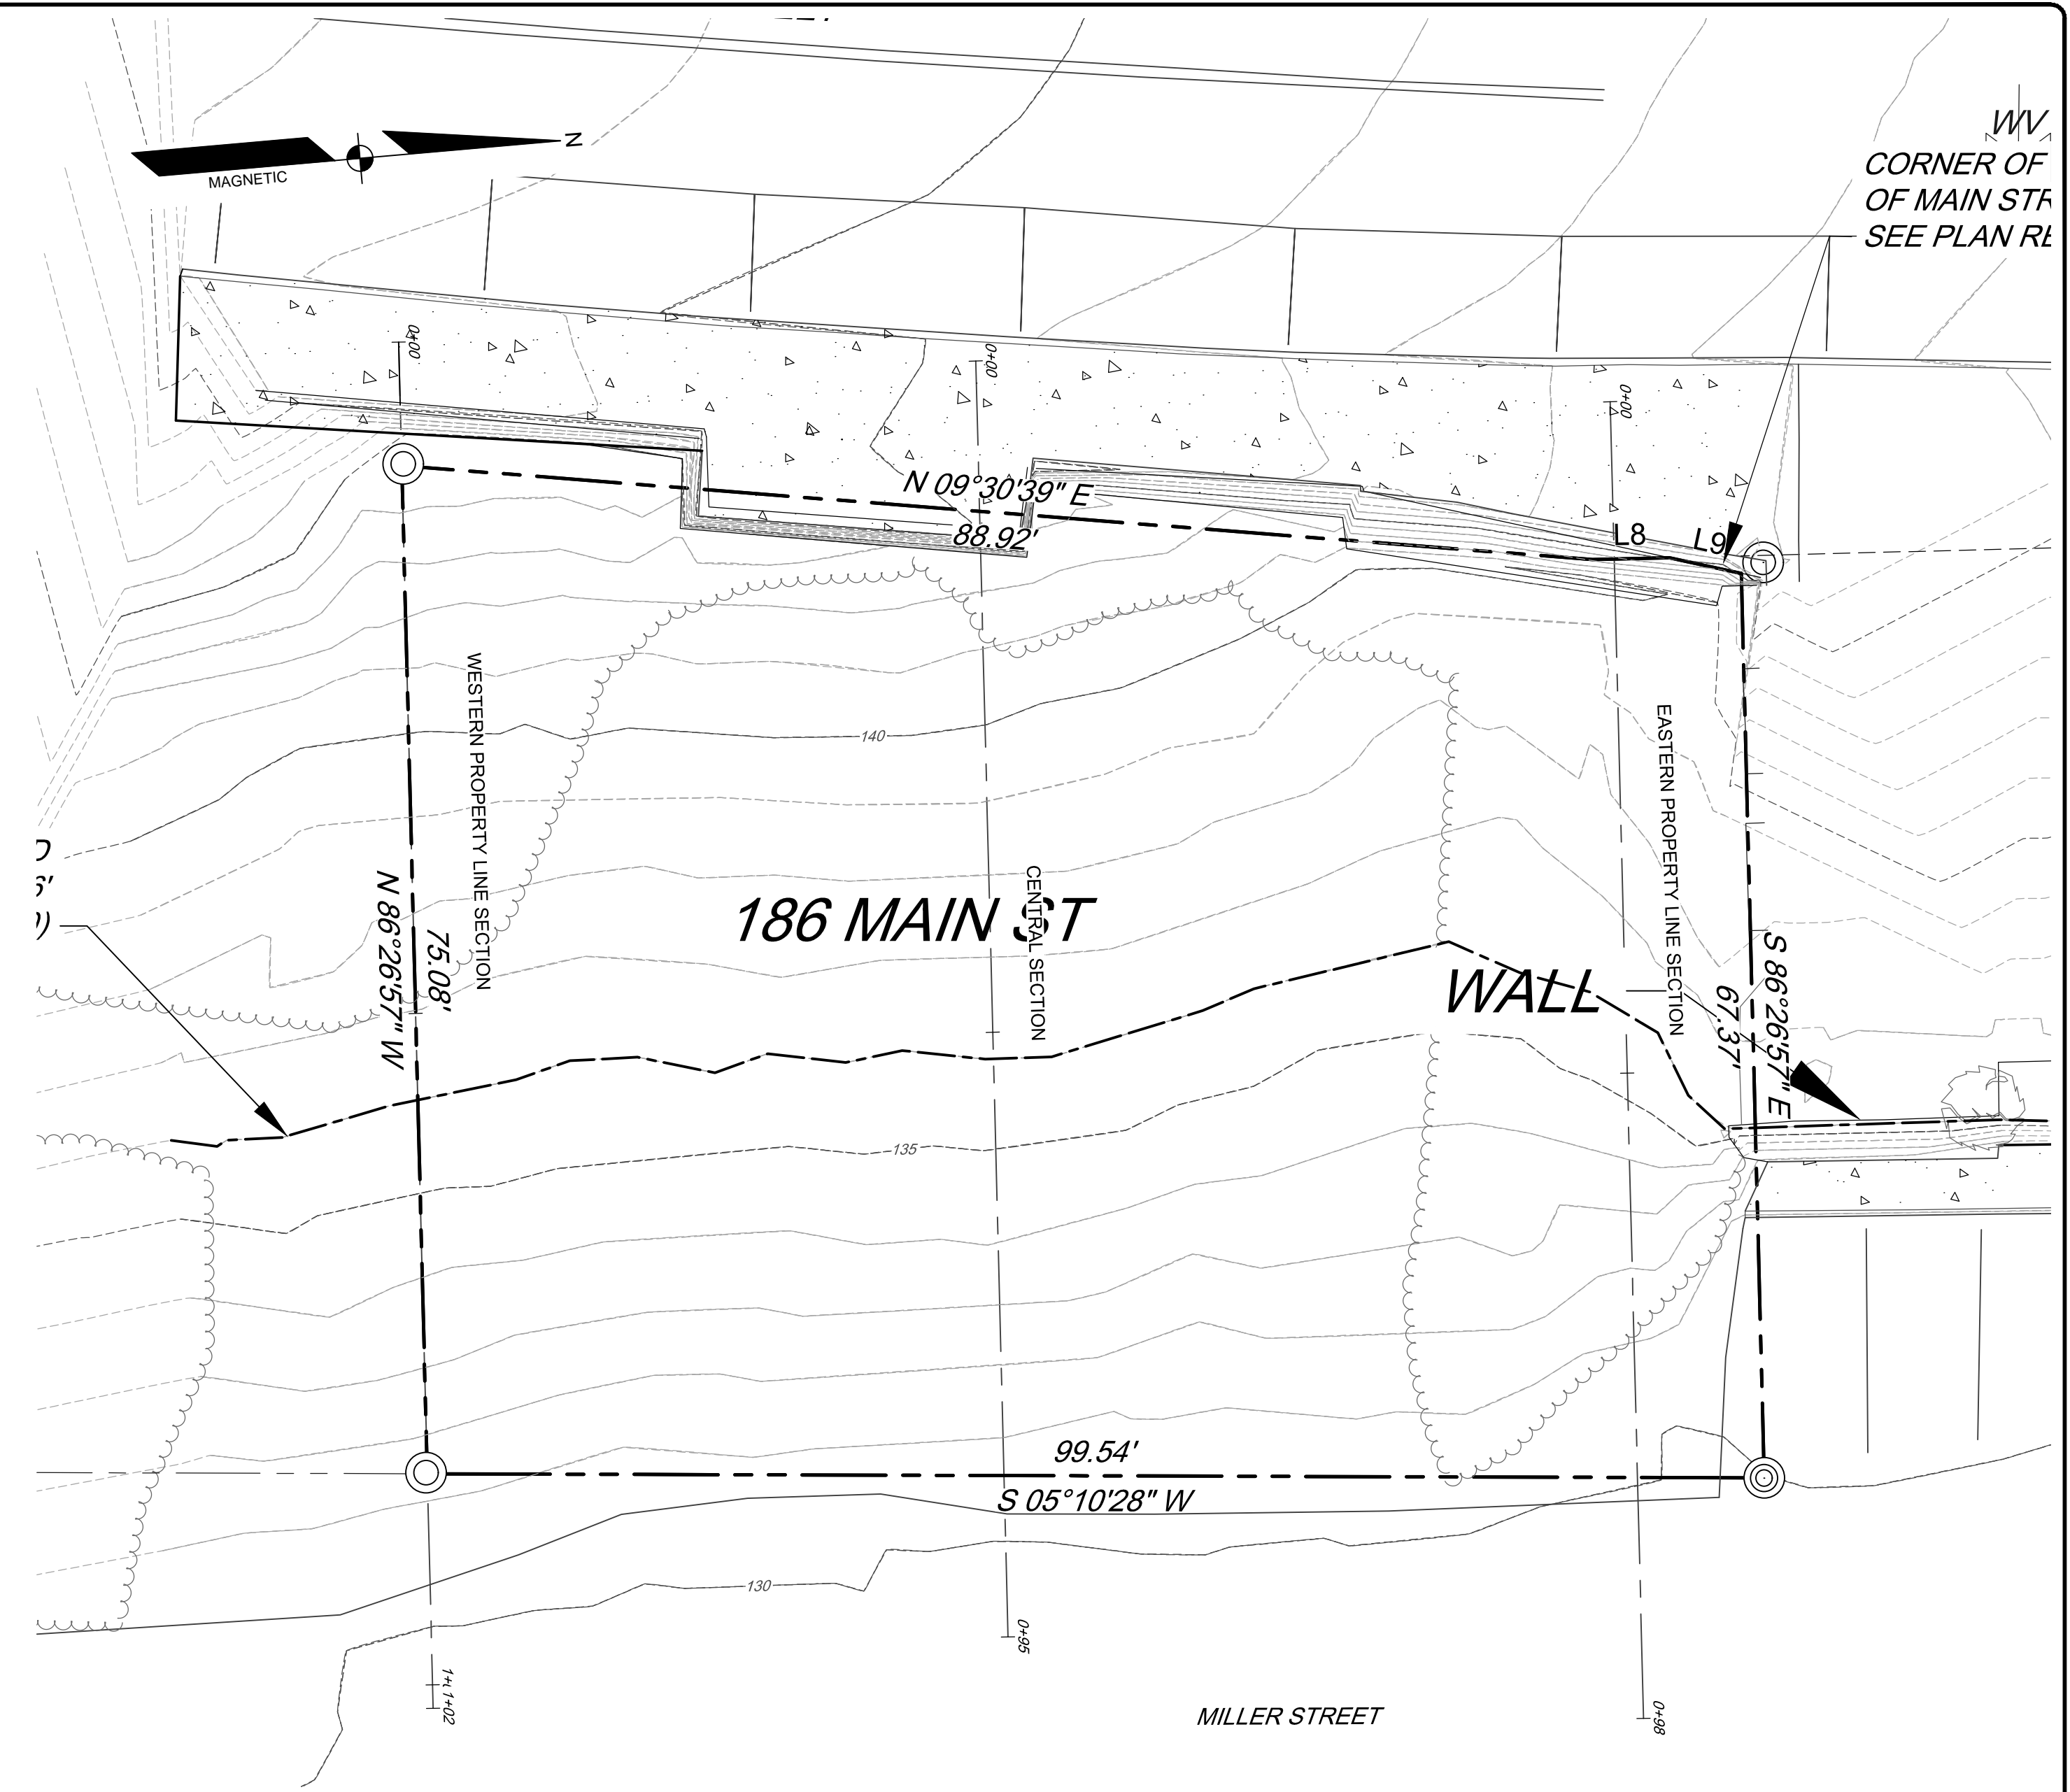 N
MAGNETIC
WV
CORNER OF
OF MAIN STR
SEE PLAN RE
0+00
0+00
0+00
N 09°30'39" E
88.92'
L8
L9
WESTERN PROPERTY LINE SECTION
EASTERN PROPERTY LINE SECTION
140
N 86°26'57" W
75.08'
186 MAIN ST
CENTRAL SECTION
WALL
S 86°26'57" E
67.37'
6'
)
135
99.54'
S 05°10'28" W
130
0+95
1+02
0+98
MILLER STREET